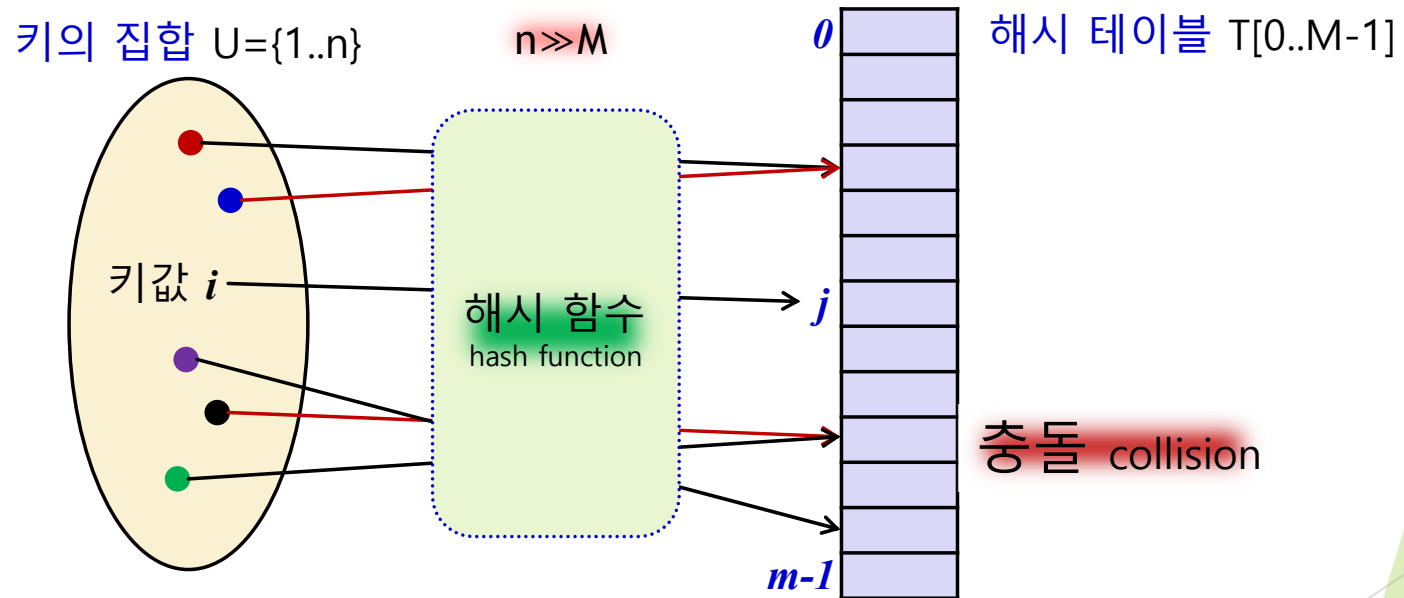 키의 집합 U={1..n}
n≫M
0
해시 테이블 T[0..M-1]
키값 i
해시 함수
hash function
j
충돌 collision
m-1